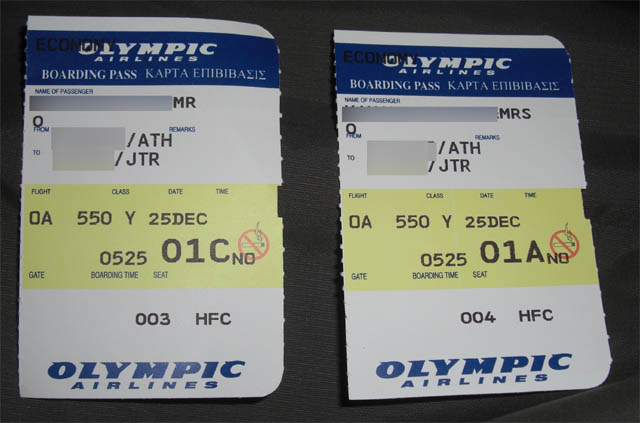 ECONOMY
OLYMPIC
AIRLINES
BOARDING PASS ΚΑΡΤΑ ΕΠΙΒΙΒΑΣΙΣ
NAME OF PASSENGER
MR
O
FROM /ATH REMARKS
TO /JTR
FLIGHT CLASS DATE TIME
OA 550 Y 25DEC
0525 01C NO
GATE BOARDING TIME SEAT
003 HFC
OLYMPIC
AIRLINES
ECONOMY
OLYMPIC
AIRLINES
BOARDING PASS ΚΑΡΤΑ ΕΠΙΒΙΒΑΣΙΣ
NAME OF PASSENGER
MRS
O
FROM /ATH REMARKS
TO /JTR
FLIGHT CLASS DATE TIME
OA 550 Y 25DEC
0525 01A NO
GATE BOARDING TIME SEAT
004 HFC
OLYMPIC
AIRLINES